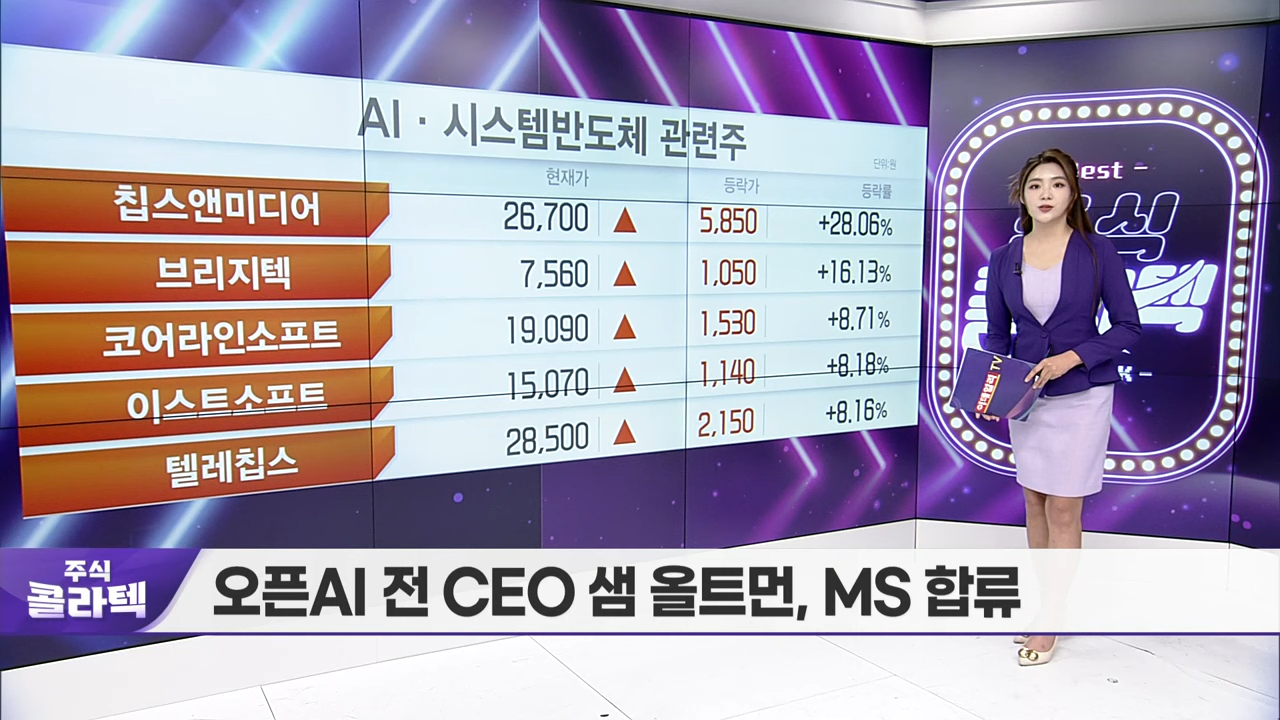 AI · 시스템반도체 관련주
단위:원
현재가 등락가 등락률
칩스앤미디어 26,700 ▲ 5,850 +28.06%
브리지텍 7,560 ▲ 1,050 +16.13%
코어라인소프트 19,090 ▲ 1,530 +8.71%
이스트소프트 15,070 ▲ 1,140 +8.18%
텔레칩스 28,500 ▲ 2,150 +8.16%
이데일리 TV
주식
콜라텍
오픈AI 전 CEO 샘 올트먼, MS 합류